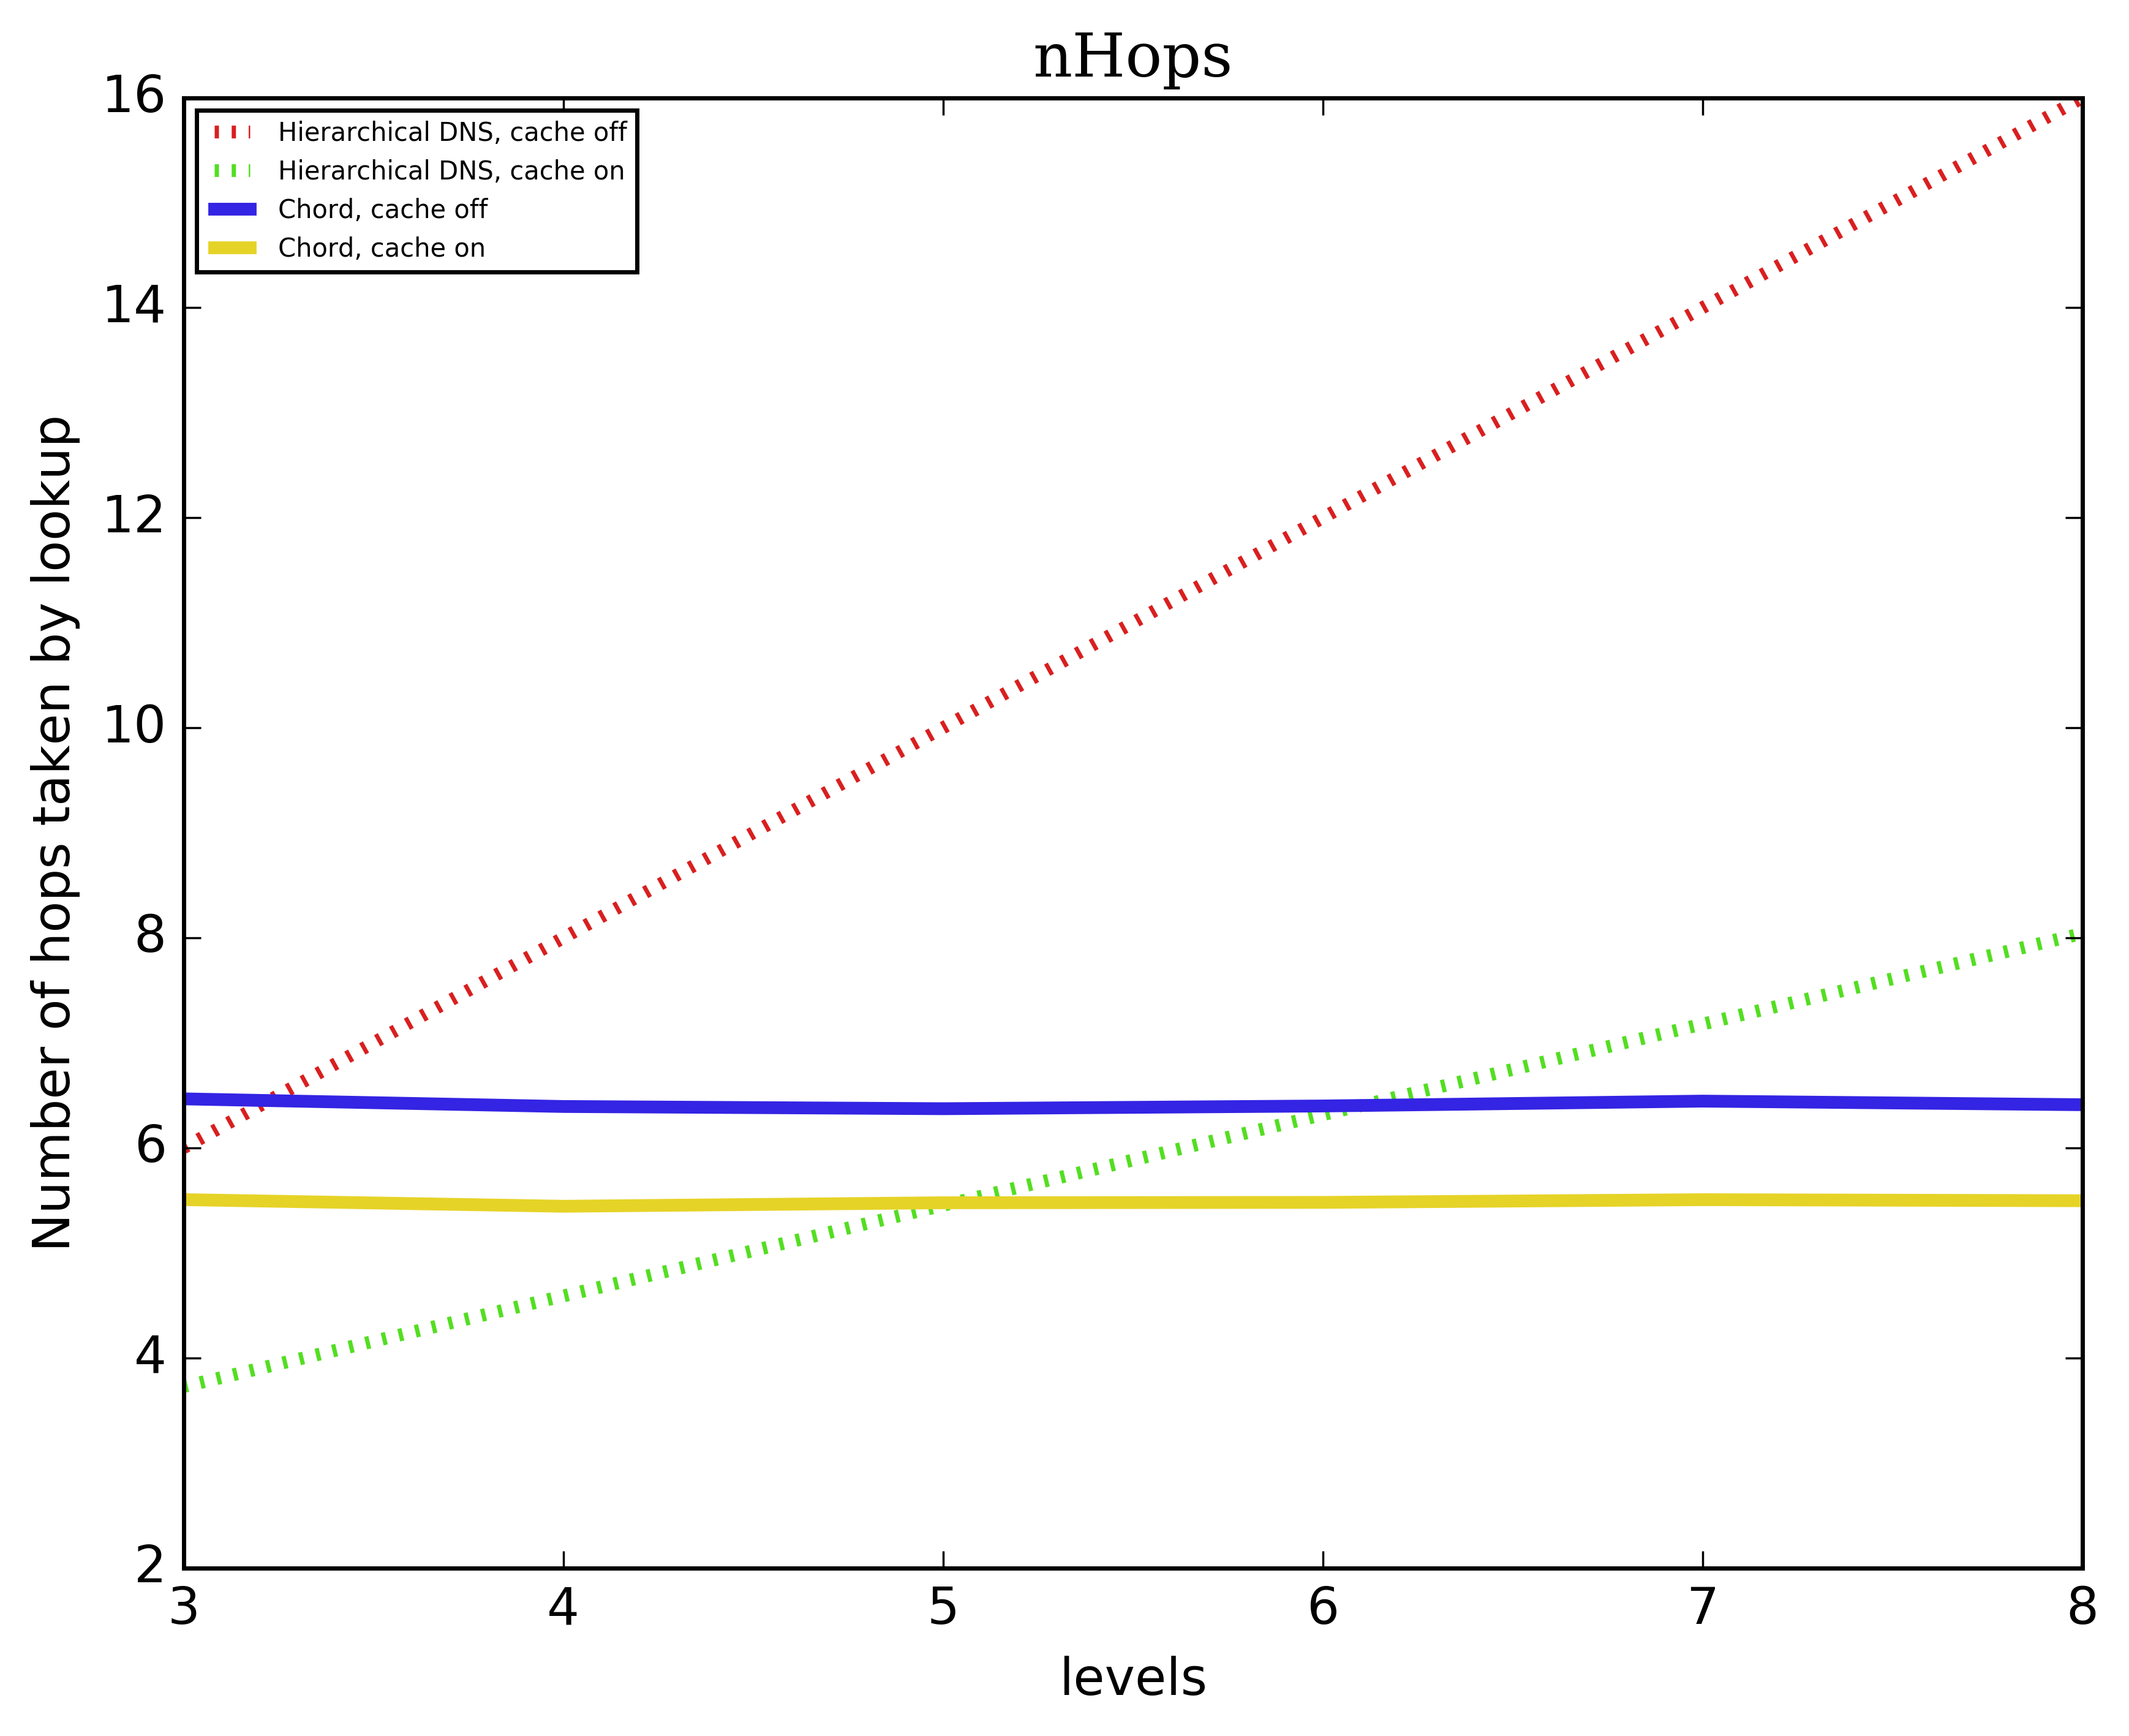 nHops
16
14
12
10
8
6
4
2
Number of hops taken by lookup
Hierarchical DNS, cache off
Hierarchical DNS, cache on
Chord, cache off
Chord, cache on
3 4 5 6 7 8
levels